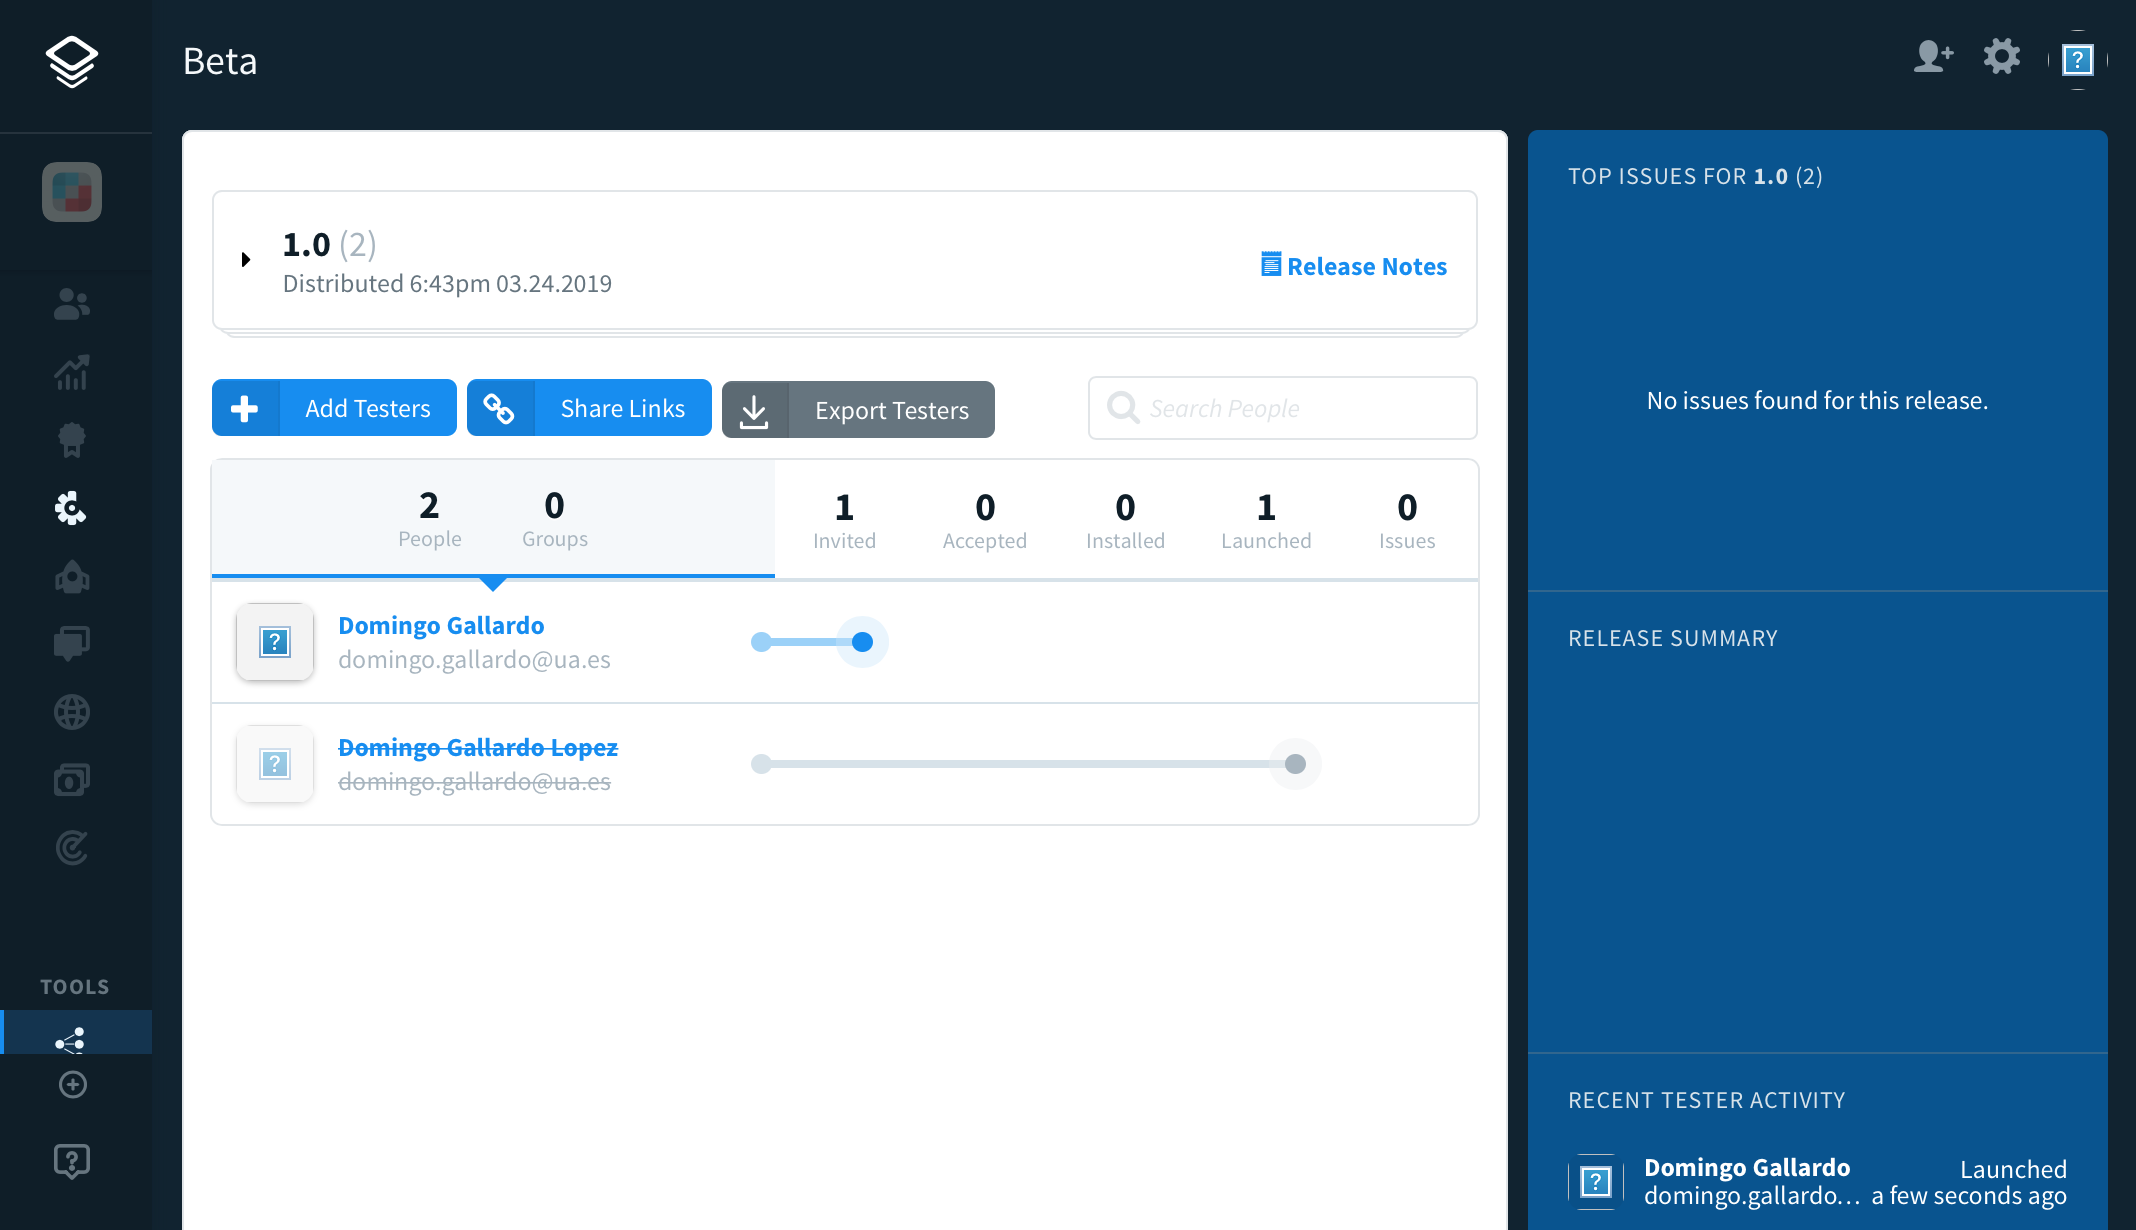 Beta
1.0 (2)
Distributed 6:43pm 03.24.2019
Release Notes
Add Testers
Share Links
Export Testers
Search People
2
People
0
Groups
1
Invited
0
Accepted
0
Installed
1
Launched
0
Issues
Domingo Gallardo
domingo.gallardo@ua.es
Domingo Gallardo Lopez
domingo.gallardo@ua.es
TOOLS
TOP ISSUES FOR 1.0 (2)
No issues found for this release.
RELEASE SUMMARY
RECENT TESTER ACTIVITY
Domingo Gallardo Launched
domingo.gallardo... a few seconds ago